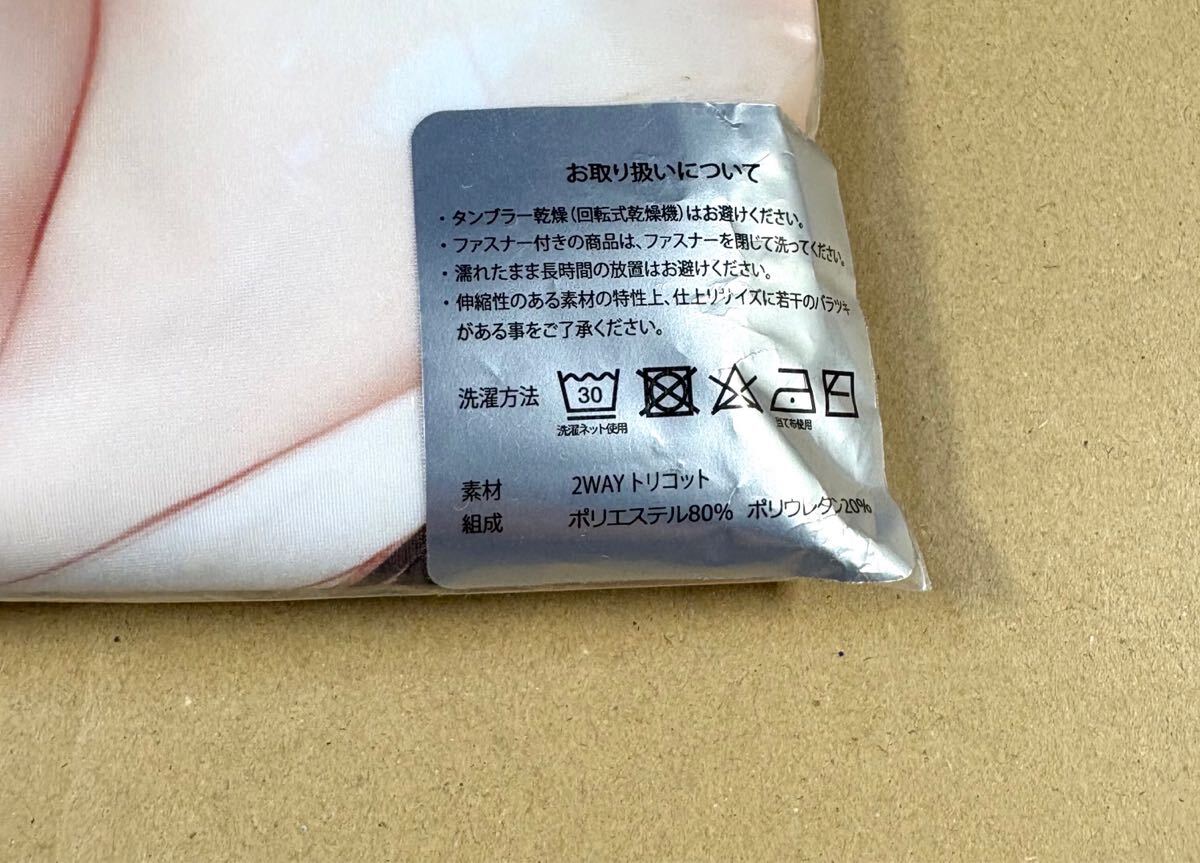 お取り扱いについて
・タンブラー乾燥(回転式乾燥機)はお避けください。
・ファスナー付きの商品は、ファスナーを閉じて洗ってください。
・濡れたまま長時間の放置はお避けください。
・伸縮性のある素材の特性上、仕上りサイズに若干のバラツキ
がある事をご了承ください。
洗濯方法 30
洗濯ネット使用 当て布使用
素材 2WAYトリコット
組成 ポリエステル80% ポリウレタン20%